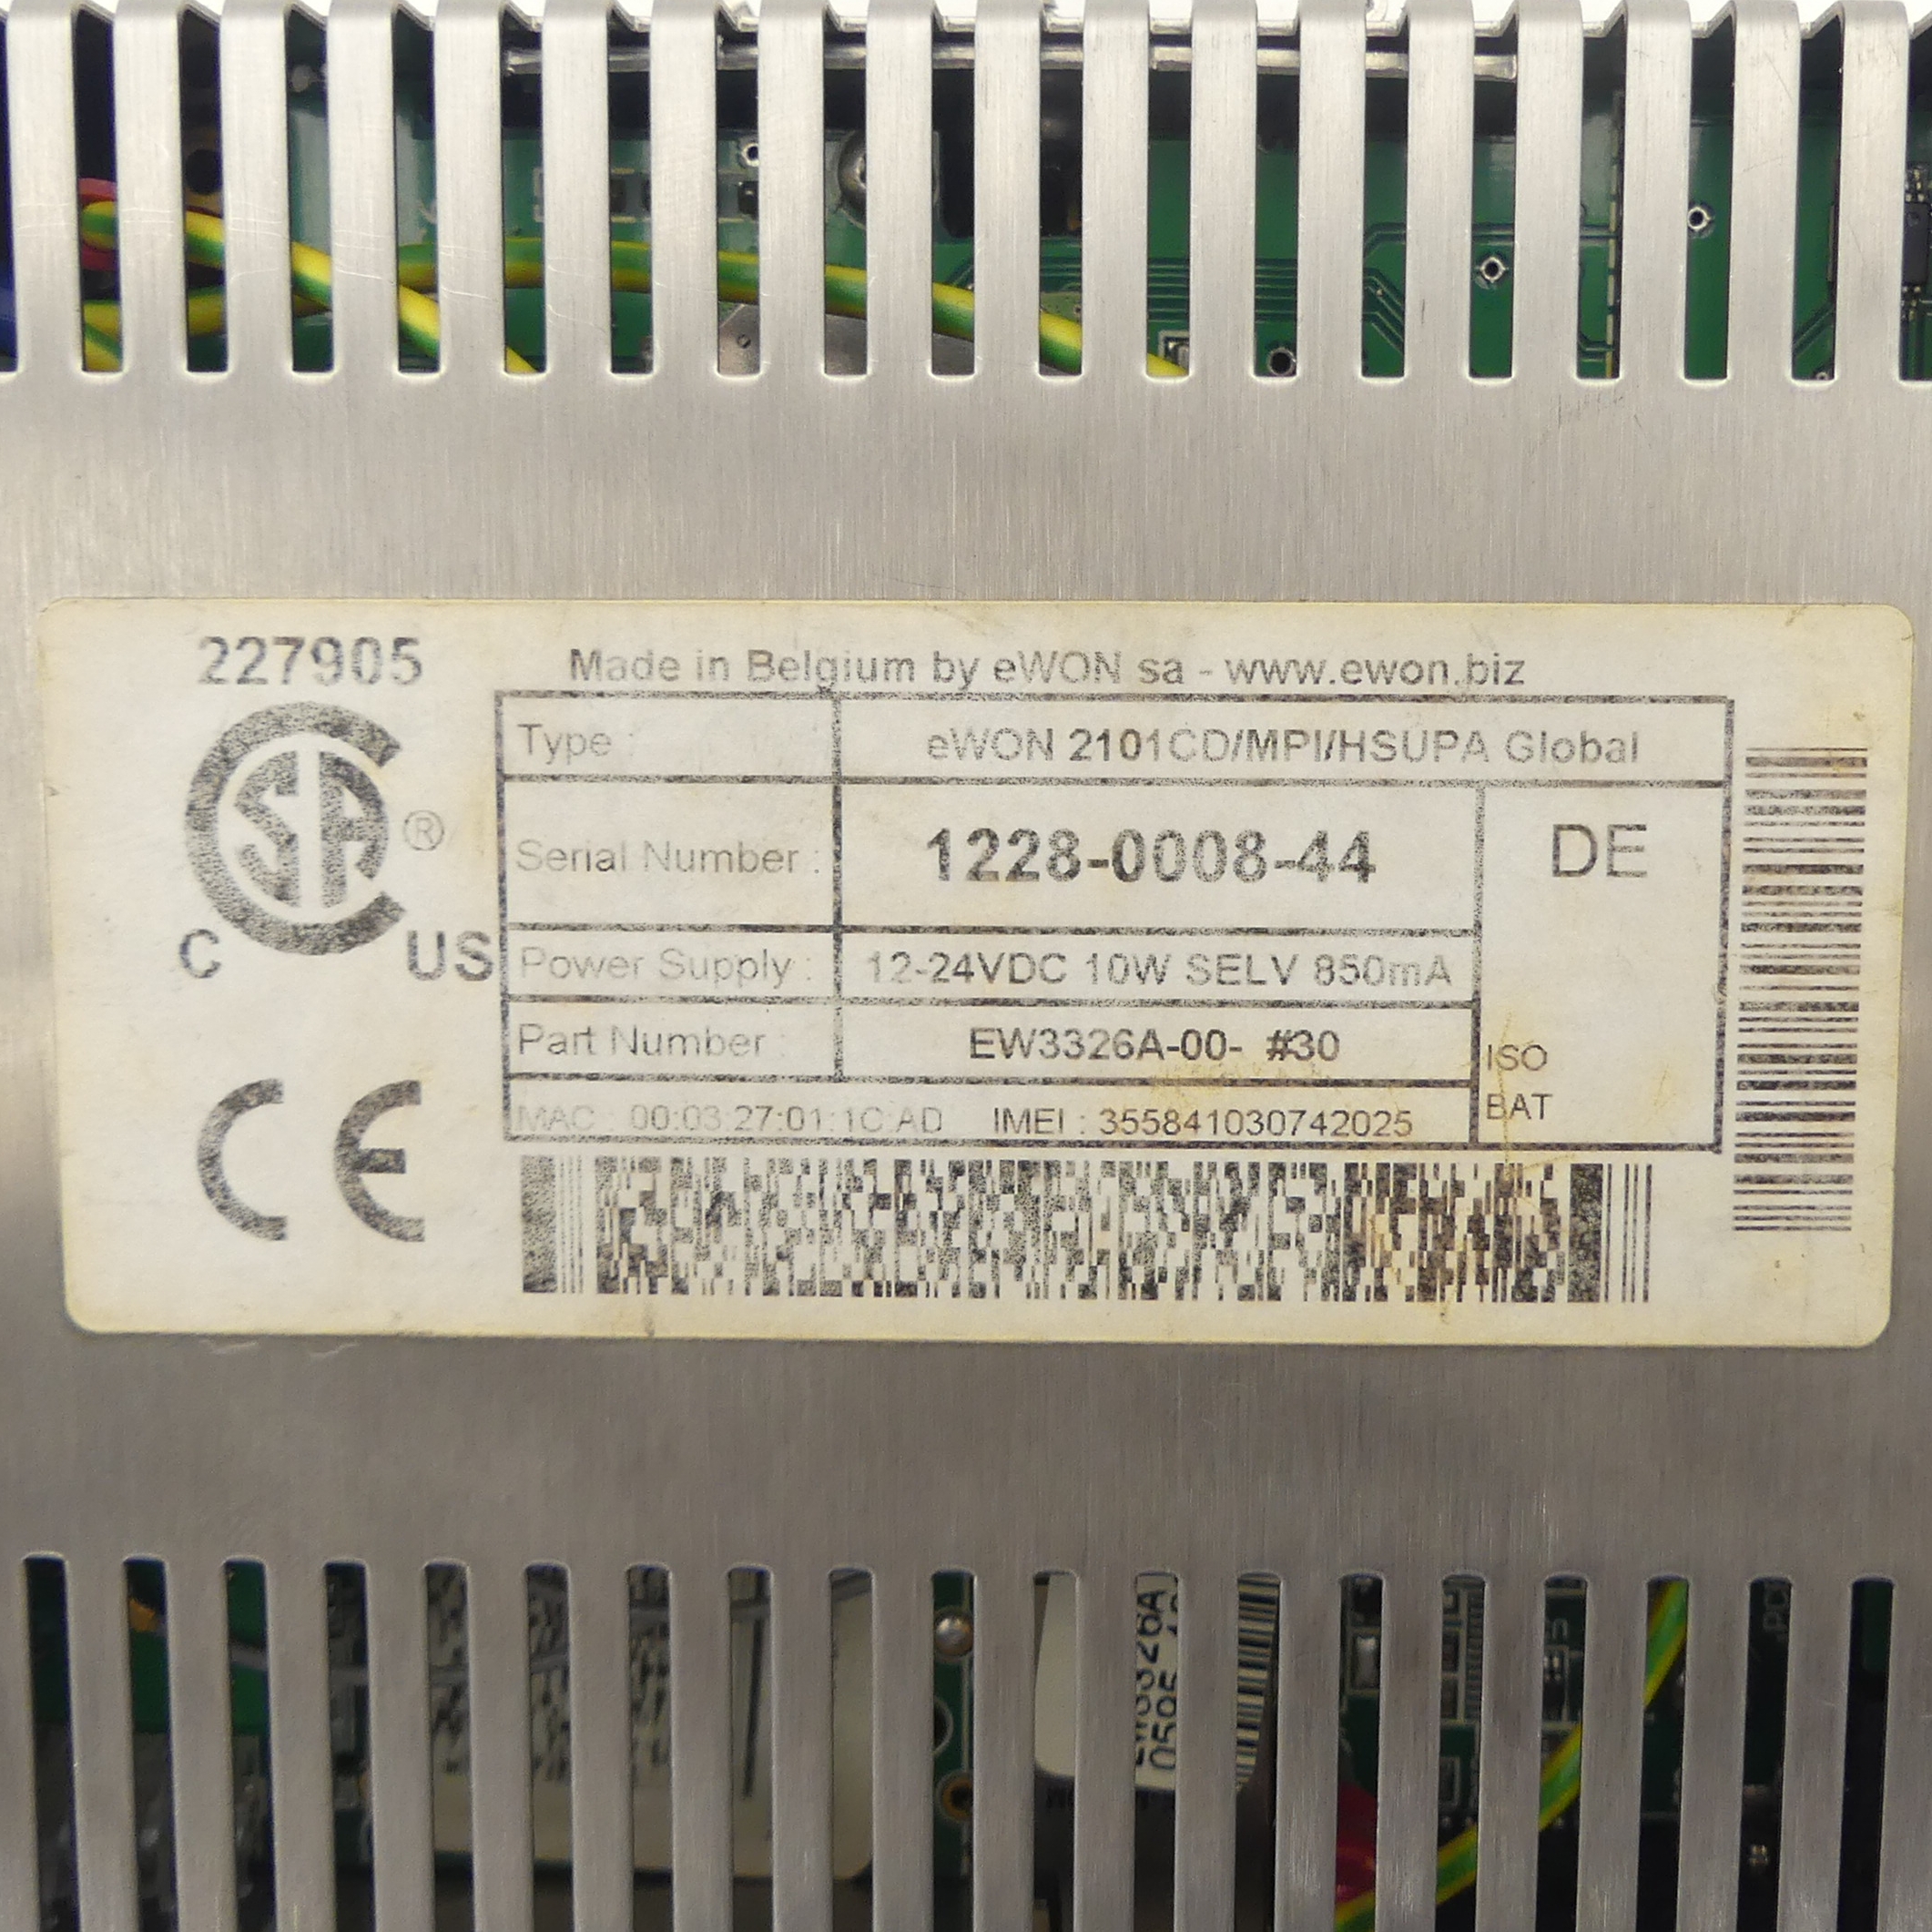 227905
Made in Belgium by eWON sa - www.ewon.biz
Type : eWON 2101CD/MPI/HSUPA Global
Serial Number : 1228-0008-44 DE
® C US
Power Supply : 12-24VDC 10W SELV 850mA
Part Number : EW3326A-00- #30
ISO
MAC : 00:03:27:01:1C:AD IMEI : 355841030742025
BAT
CE